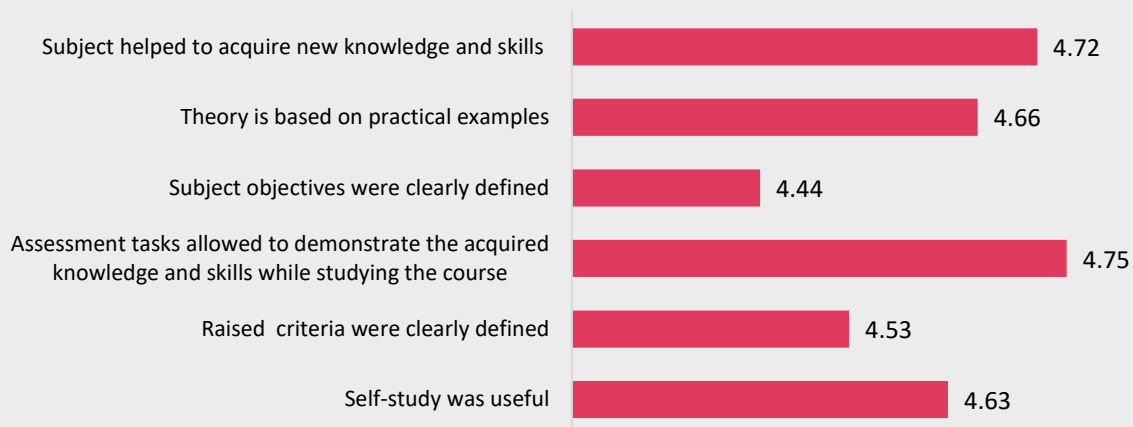 Subject helped to acquire new knowledge and skills 4.72
Theory is based on practical examples 4.66
Subject objectives were clearly defined 4.44
Assessment tasks allowed to demonstrate the acquired
knowledge and skills while studying the course 4.75
Raised criteria were clearly defined 4.53
Self-study was useful 4.63